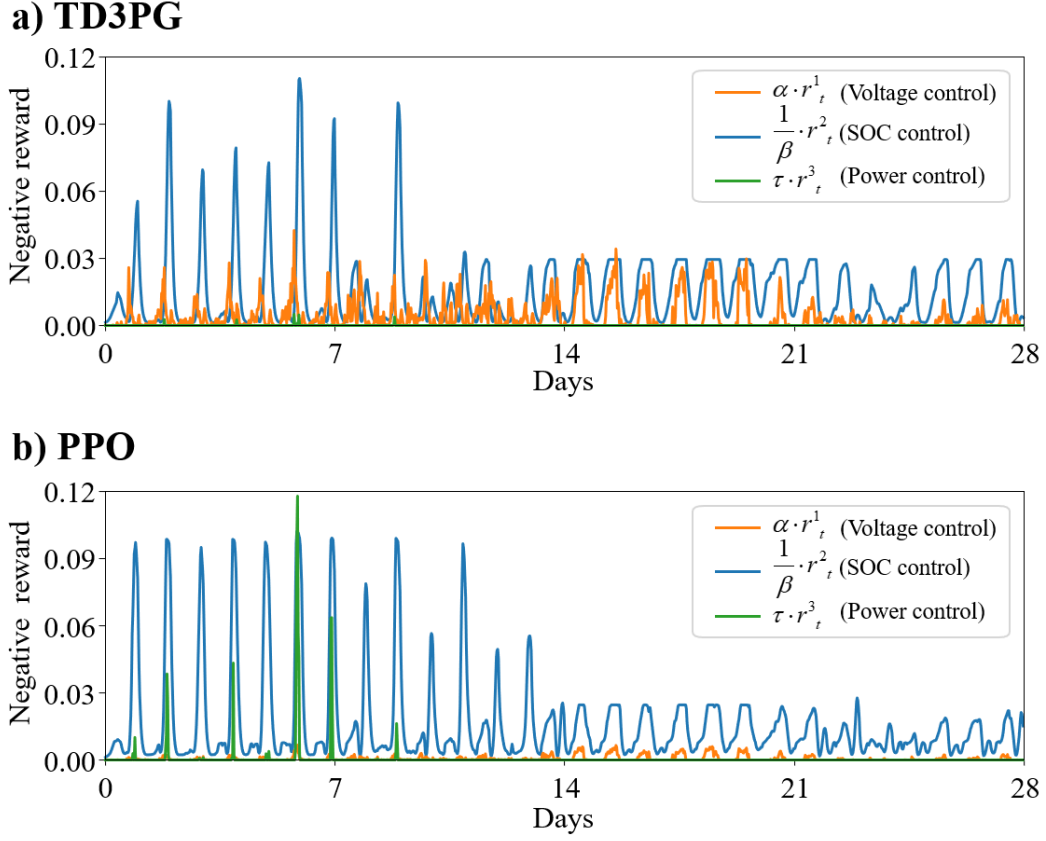 a) TD3PG
0.12
0.09
0.06
0.03
0.00
Negative reward
α · r¹ₜ (Voltage control)
1/β · r²ₜ (SOC control)
τ · r³ₜ (Power control)
0 7 14 21 28
Days
b) PPO
0.12
0.09
0.06
0.03
0.00
Negative reward
α · r¹ₜ (Voltage control)
1/β · r²ₜ (SOC control)
τ · r³ₜ (Power control)
0 7 14 21 28
Days